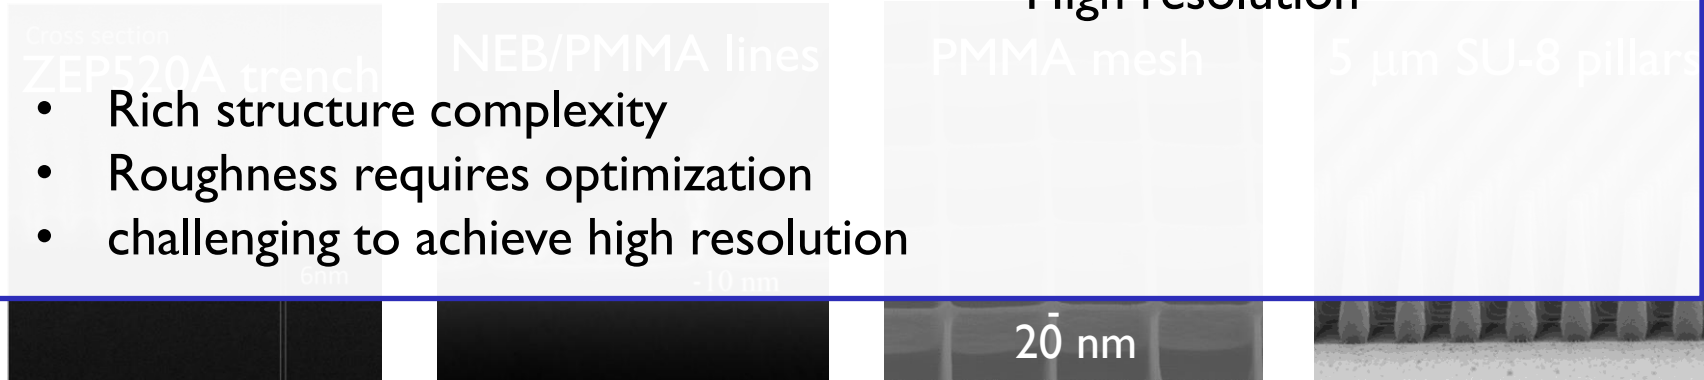 High resolution
Cross section
ZEP520A trench
NEB/PMMA lines
PMMA mesh
5 μm SU-8 pillars
• Rich structure complexity
• Roughness requires optimization
• challenging to achieve high resolution
6nm
-10 nm
20 nm